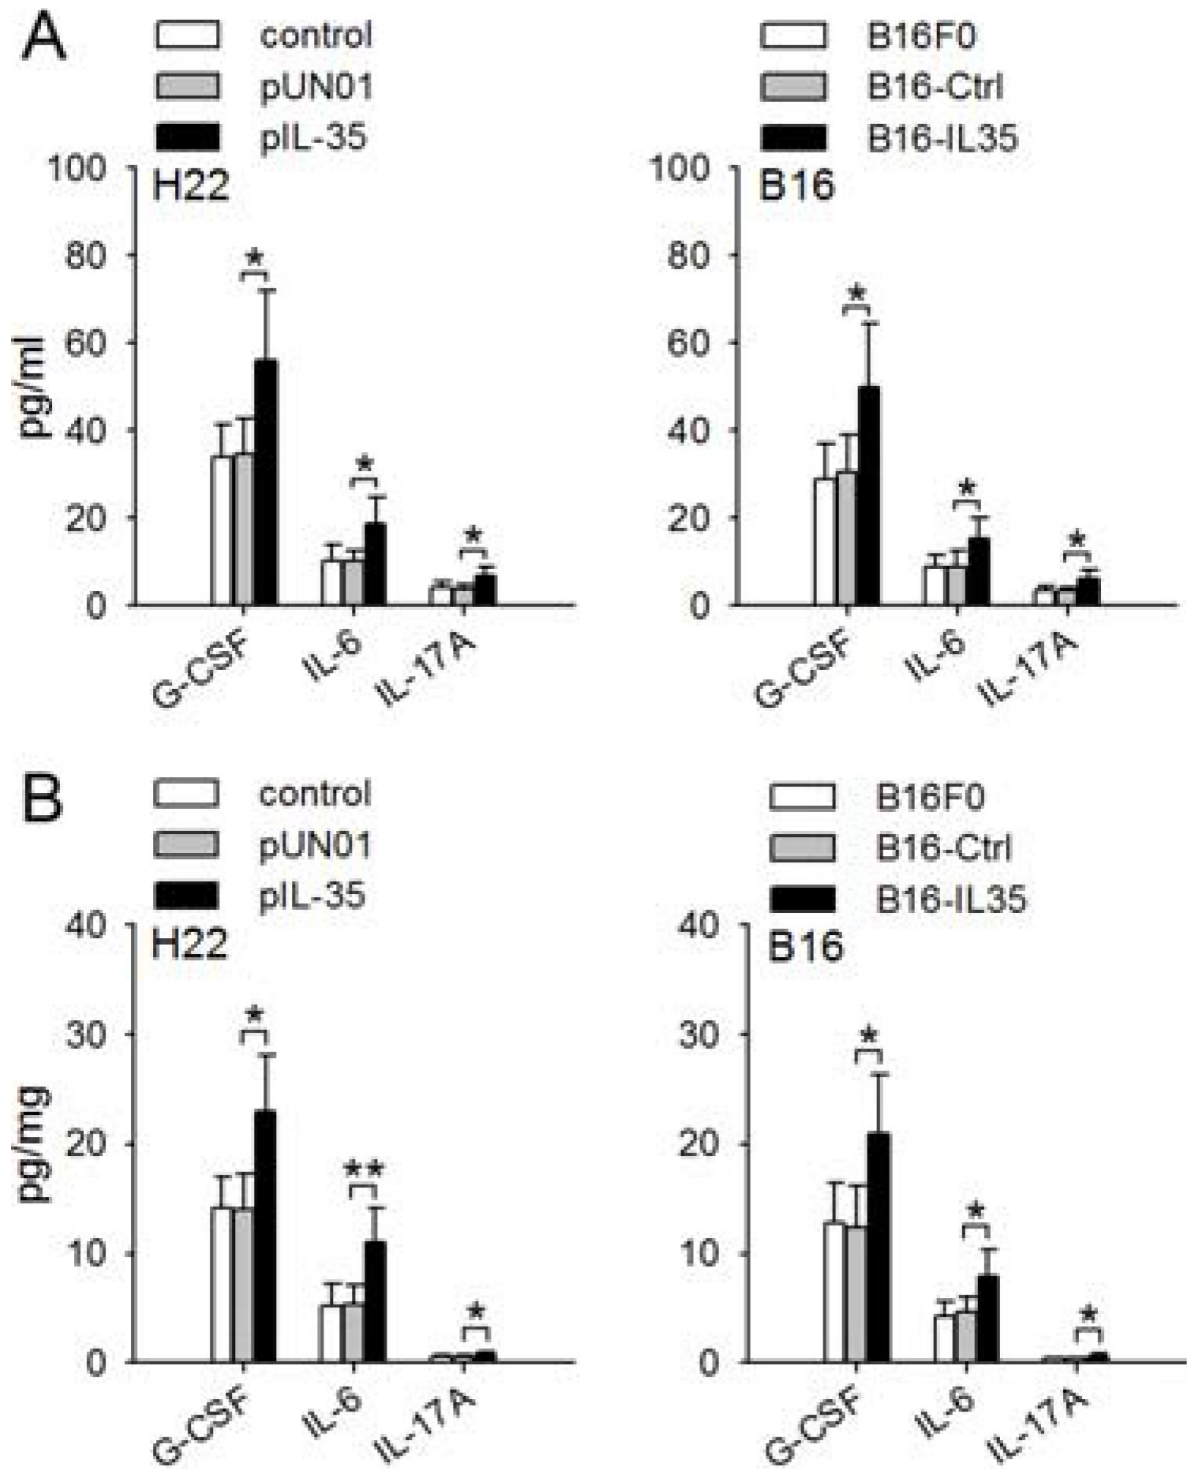 A
control
pUN01
pIL-35
B16F0
B16-Ctrl
B16-IL35
H22
B16
pg/ml
100
80
60
40
20
0
*
*
*
G-CSF
IL-6
IL-17A
100
80
60
40
20
0
*
*
*
G-CSF
IL-6
IL-17A
B
control
pUN01
pIL-35
B16F0
B16-Ctrl
B16-IL35
H22
B16
pg/mg
40
30
20
10
0
*
**
*
G-CSF
IL-6
IL-17A
40
30
20
10
0
*
*
*
G-CSF
IL-6
IL-17A